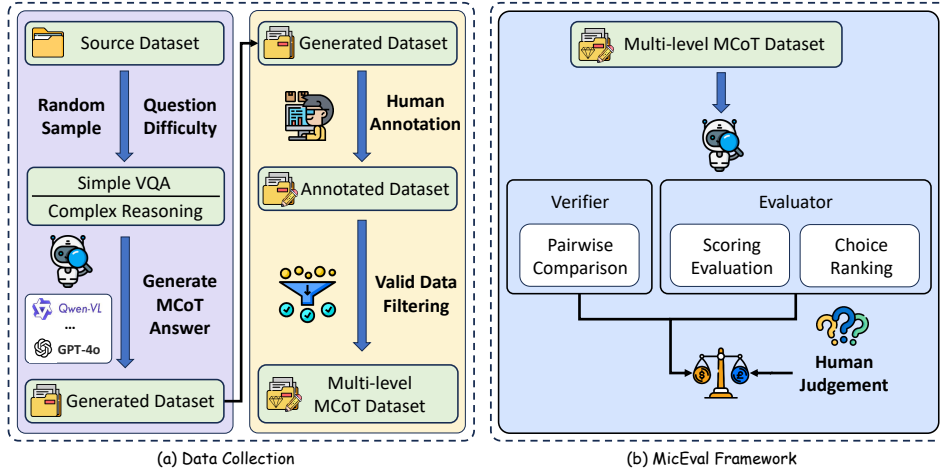 Source Dataset
Random
Sample
Question
Difficulty
Simple VQA
Complex Reasoning
Generate
MCoT
Answer
Qwen-VL
...
GPT-4o
Generated Dataset
Generated Dataset
Human
Annotation
Annotated Dataset
Valid Data
Filtering
Multi-level
MCoT Dataset
(a) Data Collection
Multi-level MCoT Dataset
Verifier
Pairwise
Comparison
Evaluator
Scoring
Evaluation
Choice
Ranking
Human
Judgement
(b) MicEval Framework